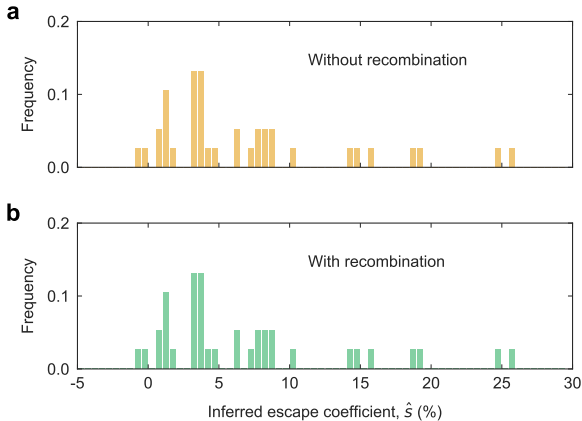 a
0.2
Without recombination
0.1
Frequency
0.0
b
0.2
With recombination
0.1
Frequency
0.0
-5 0 5 10 15 20 25 30
Inferred escape coefficient, ŝ (%)